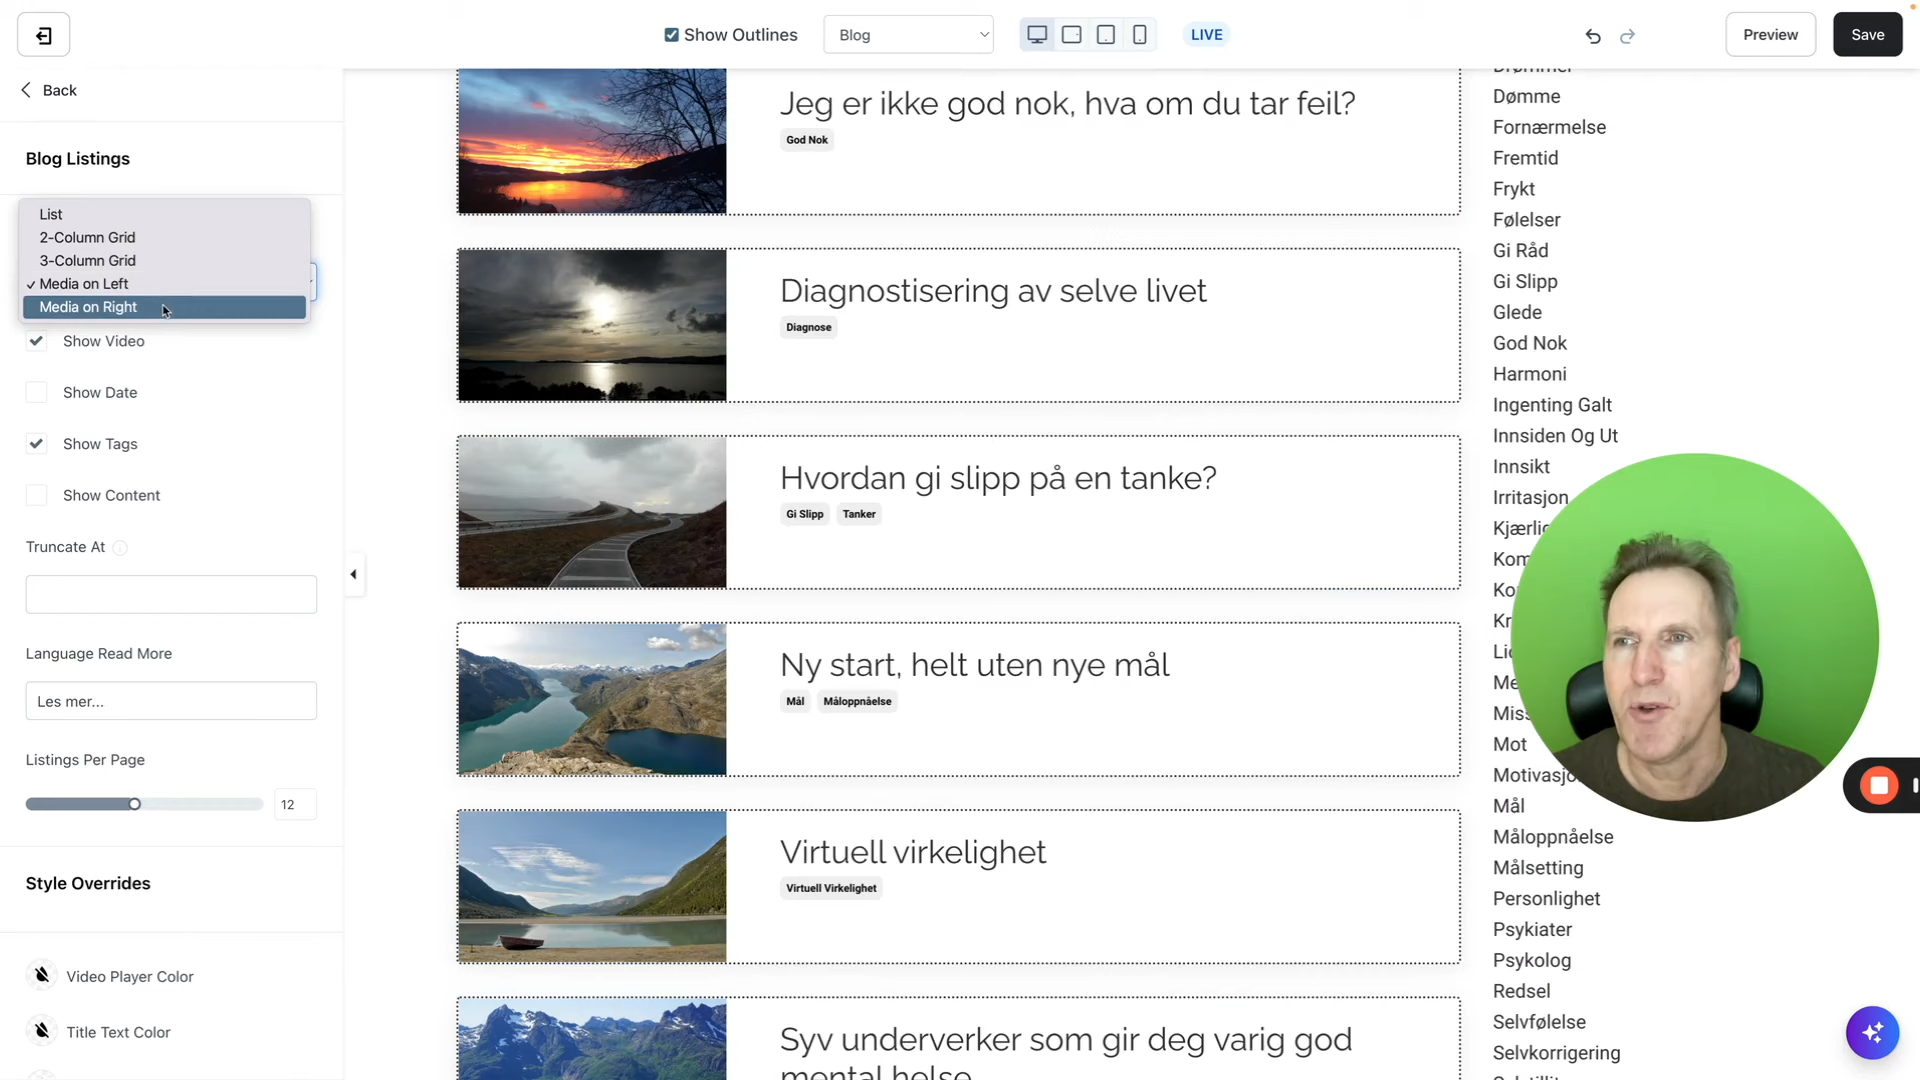 Show Outlines
Blog
LIVE
Preview
Save
Back
Blog Listings
List
2-Column Grid
3-Column Grid
Media on Left
Media on Right
Show Video
Show Date
Show Tags
Show Content
Truncate At
Language Read More
Les mer...
Listings Per Page
12
Style Overrides
Video Player Color
Title Text Color
Jeg er ikke god nok, hva om du tar feil?
God Nok
Diagnostisering av selve livet
Diagnose
Hvordan gi slipp på en tanke?
Gi Slipp Tanker
Ny start, helt uten nye mål
Mål Måloppnåelse
Virtuell virkelighet
Virtuell Virkelighet
Syv underverker som gir deg varig god
mental helse
Dømme
Fornærmelse
Fremtid
Frykt
Følelser
Gi Råd
Gi Slipp
Glede
God Nok
Harmoni
Ingenting Galt
Innsiden Og Ut
Innsikt
Irritasjon
Mot
Mål
Måloppnåelse
Målsetting
Personlighet
Psykiater
Psykolog
Redsel
Selvfølelse
Selvkorrigering